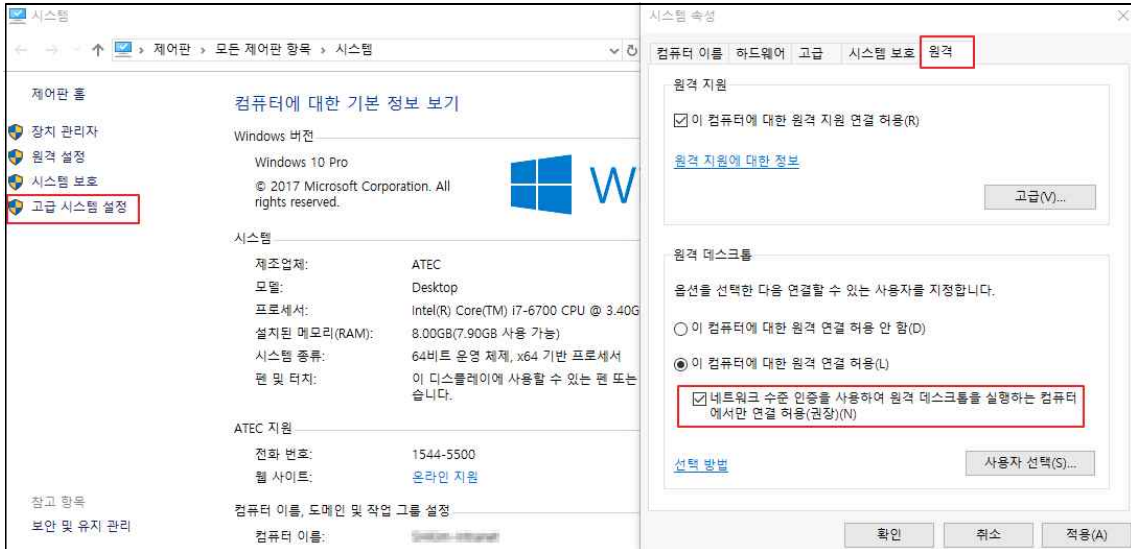 시스템
제어판 › 모든 제어판 항목 › 시스템
제어판 홈
장치 관리자
원격 설정
시스템 보호
고급 시스템 설정
참고 항목
보안 및 유지 관리
컴퓨터에 대한 기본 정보 보기
Windows 버전
Windows 10 Pro
© 2017 Microsoft Corporation. All
rights reserved.
W
시스템
제조업체: ATEC
모델: Desktop
프로세서: Intel(R) Core(TM) i7-6700 CPU @ 3.40G
설치된 메모리(RAM): 8.00GB(7.90GB 사용 가능)
시스템 종류: 64비트 운영 체제, x64 기반 프로세서
펜 및 터치: 이 디스플레이에 사용할 수 있는 펜 또는
습니다.
ATEC 지원
전화 번호: 1544-5500
웹 사이트: 온라인 지원
컴퓨터 이름, 도메인 및 작업 그룹 설정
컴퓨터 이름:
시스템 속성
컴퓨터 이름 하드웨어 고급 시스템 보호 원격
원격 지원
이 컴퓨터에 대한 원격 지원 연결 허용(R)
원격 지원에 대한 정보
고급(V)...
원격 데스크톱
옵션을 선택한 다음 연결할 수 있는 사용자를 지정합니다.
이 컴퓨터에 대한 원격 연결 허용 안 함(D)
이 컴퓨터에 대한 원격 연결 허용(L)
네트워크 수준 인증을 사용하여 원격 데스크톱을 실행하는 컴퓨터
에서만 연결 허용(권장)(N)
선택 방법
사용자 선택(S)...
확인 취소 적용(A)